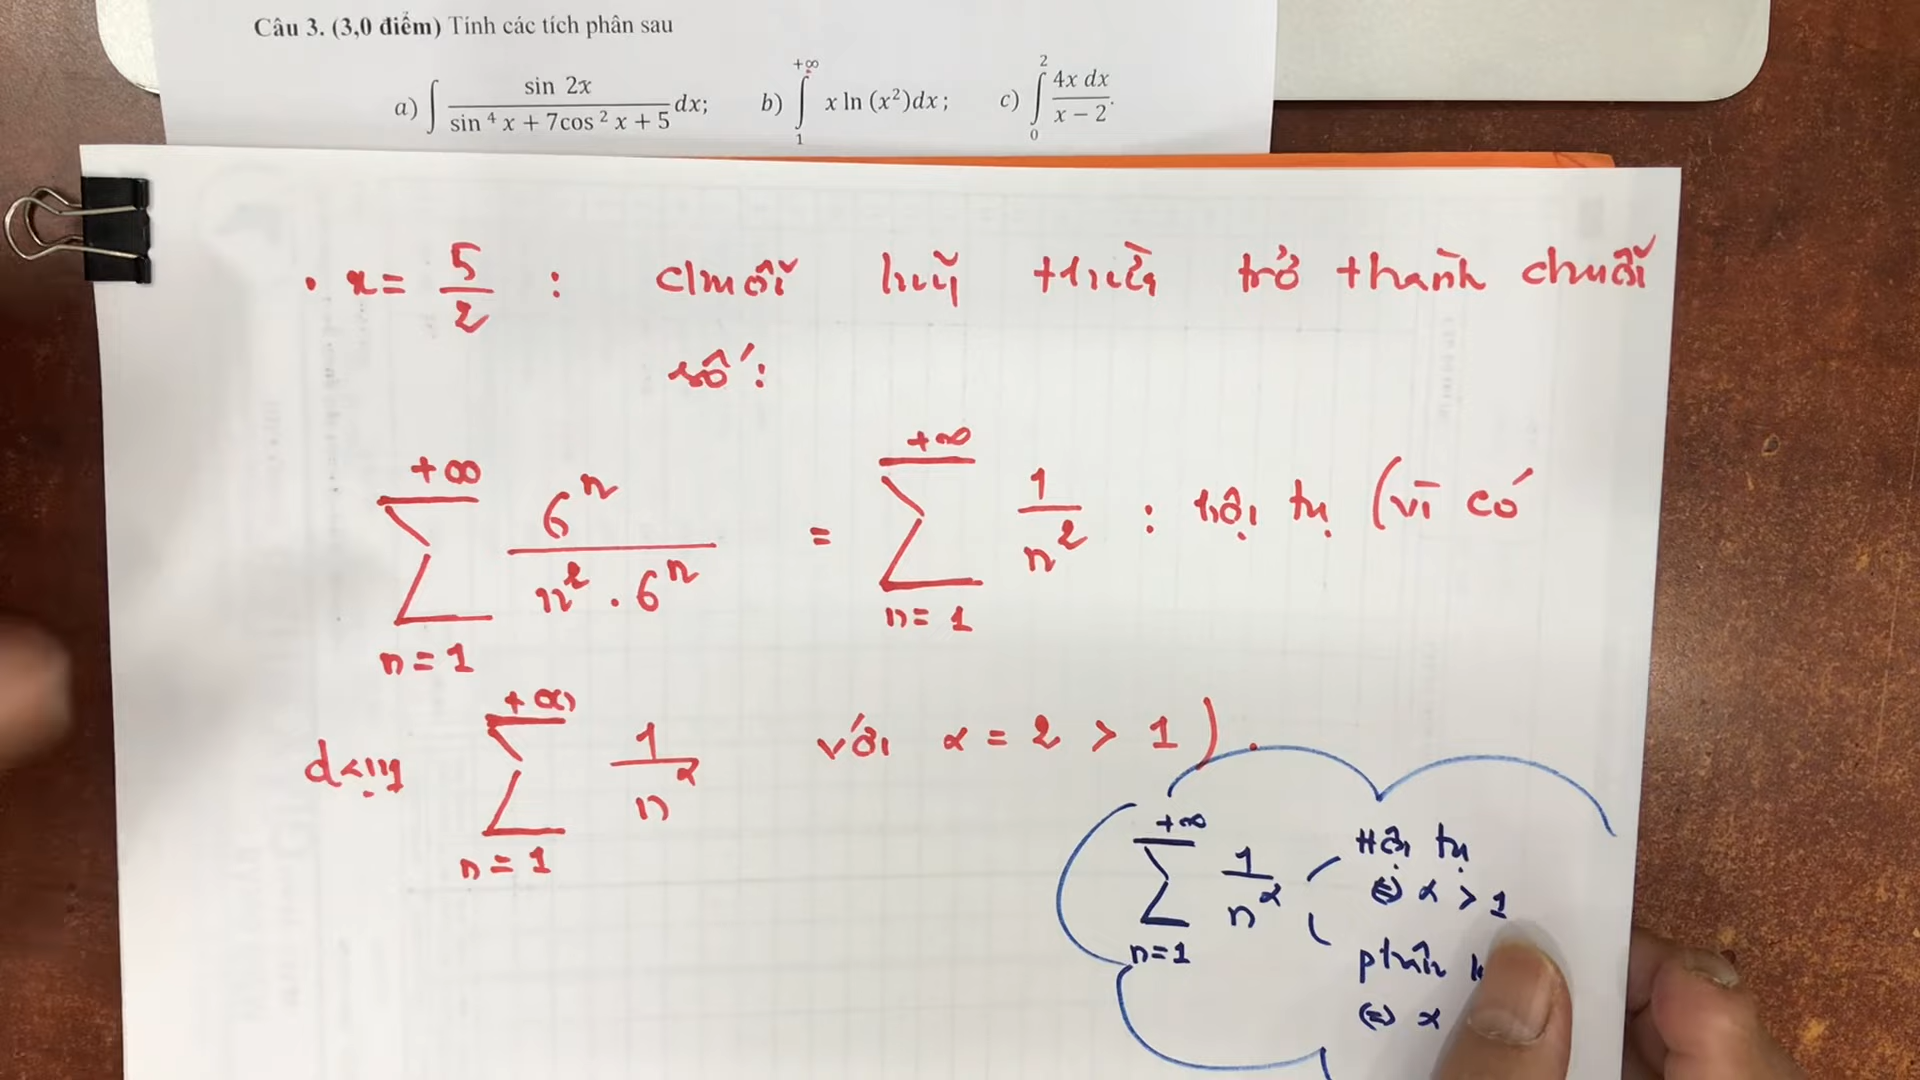 Câu 3. (3,0 điểm) Tính các tích phân sau
a) ∫ sin 2x / (sin⁴ x + 7cos² x + 5) dx; b) ∫₁^{+∞} x ln (x²)dx; c) ∫₀² 4x dx / (x − 2).
• x = 5/2 : chuỗi luỹ thừa trở thành chuỗi
số:
∑_{n=1}^{+∞} 6ⁿ / (n² . 6ⁿ) = ∑_{n=1}^{+∞} 1/n² : hội tụ (vì có
dạng ∑_{n=1}^{+∞} 1/n^α với α = 2 > 1).
∑_{n=1}^{+∞} 1/n^α
Hội tụ
⇔ α > 1
phân
⇔ α